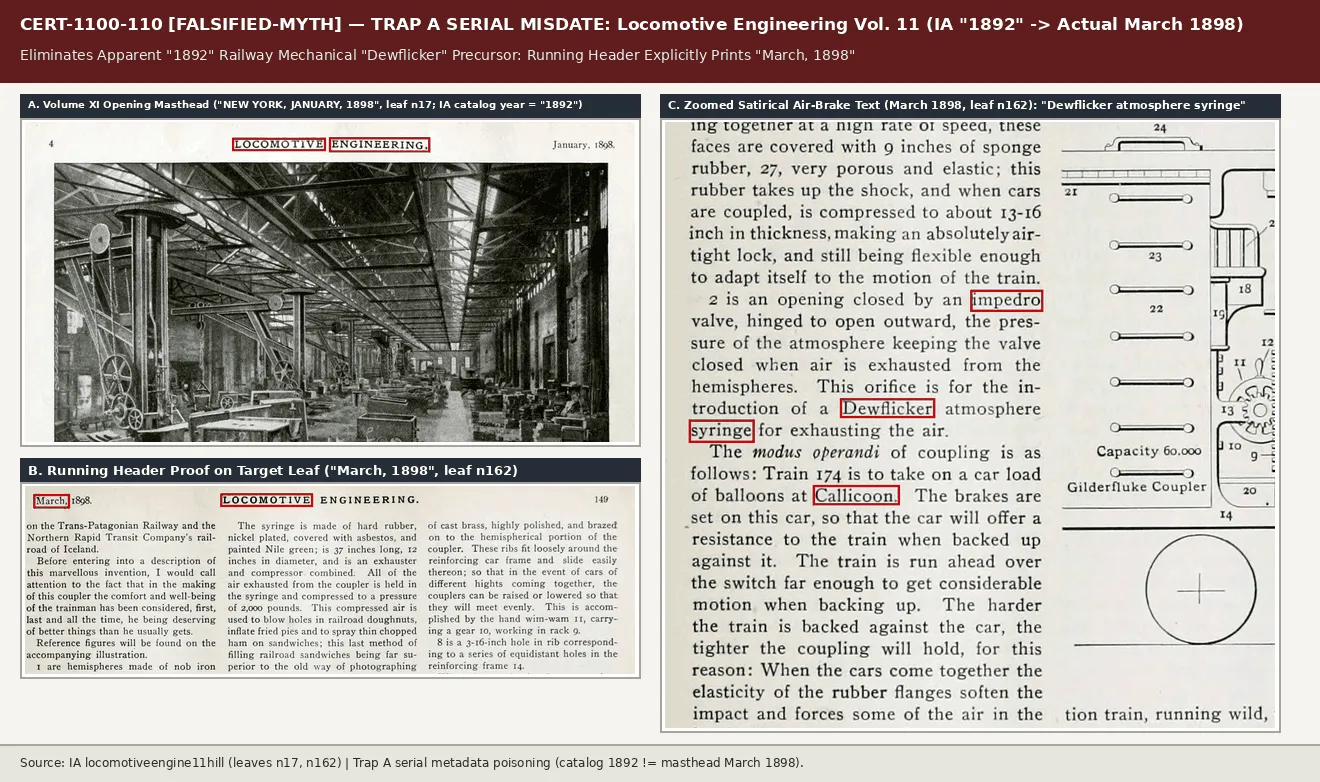 CERT-1100-110 [FALSIFIED-MYTH] — TRAP A SERIAL MISDATE: Locomotive Engineering Vol. 11 (IA "1892" -> Actual March 1898)
Eliminates Apparent "1892" Railway Mechanical "Dewflicker" Precursor: Running Header Explicitly Prints "March, 1898"
A. Volume XI Opening Masthead ("NEW YORK, JANUARY, 1898", leaf n17; IA catalog year = "1892")
4
LOCOMOTIVE ENGINEERING.
January, 1898.
B. Running Header Proof on Target Leaf ("March, 1898", leaf n162)
March, 1898.
LOCOMOTIVE ENGINEERING.
149
on the Trans-Patagonian Railway and the
Northern Rapid Transit Company's rail-
road of Iceland.
Before entering into a description of
this marvellous invention, I would call
attention to the fact that in the making
of this coupler the comfort and well-being
of the trainman has been considered, first,
last and all the time, he being deserving
of better things than he usually gets.
Reference figures will be found on the
accompanying illustration.
1 are hemispheres made of nob iron
The syringe is made of hard rubber,
nickel plated, covered with asbestos, and
painted Nile green; is 37 inches long, 12
inches in diameter, and is an exhauster
and compressor combined. All of the
air exhausted from the coupler is held in
the syringe and compressed to a pressure
of 2,000 pounds. This compressed air is
used to blow holes in railroad doughnuts,
inflate fried pies and to spray thin chopped
ham on sandwiches; this last method of
filling railroad sandwiches being far su-
perior to the old way of photographing
of cast brass, highly polished, and brazed
on to the hemispherical portion of the
coupler. These ribs fit loosely around the
reinforcing car frame and slide easily
thereon; so that in the event of cars of
different hights coming together, the
couplers can be raised or lowered so that
they will meet evenly. This is accom-
plished by the hand wim-wam 11, carry-
ing a gear 10, working in rack 9.
8 is a 3-16-inch hole in rib correspond-
ing to a series of equidistant holes in the
reinforcing frame 14.
C. Zoomed Satirical Air-Brake Text (March 1898, leaf n162): "Dewflicker atmosphere syringe"
ing together at a high rate of speed, these
faces are covered with 9 inches of sponge
rubber, 27, very porous and elastic; this
rubber takes up the shock, and when cars
are coupled, is compressed to about 13-16
inch in thickness, making an absolutely air-
tight lock, and still being flexible enough
to adapt itself to the motion of the train.
2 is an opening closed by an impedro
valve, hinged to open outward, the pres-
sure of the atmosphere keeping the valve
closed when air is exhausted from the
hemispheres. This orifice is for the in-
troduction of a Dewflicker atmosphere
syringe for exhausting the air.
The modus operandi of coupling is as
follows: Train 174 is to take on a car load
of balloons at Callicoon. The brakes are
set on this car, so that the car will offer a
resistance to the train when backed up
against it. The train is run ahead over
the switch far enough to get considerable
motion when backing up. The harder
the train is backed against the car, the
tighter the coupling will hold, for this
reason: When the cars come together the
elasticity of the rubber flanges soften the
impact and forces some of the air in the
24
21
23
22
18
19
12
11
13
10
9
Capacity 60.000
Gilderfluke Coupler
20
14
tion train, running wild,
Source: IA locomotiveengine11hill (leaves n17, n162) | Trap A serial metadata poisoning (catalog 1892 != masthead March 1898).